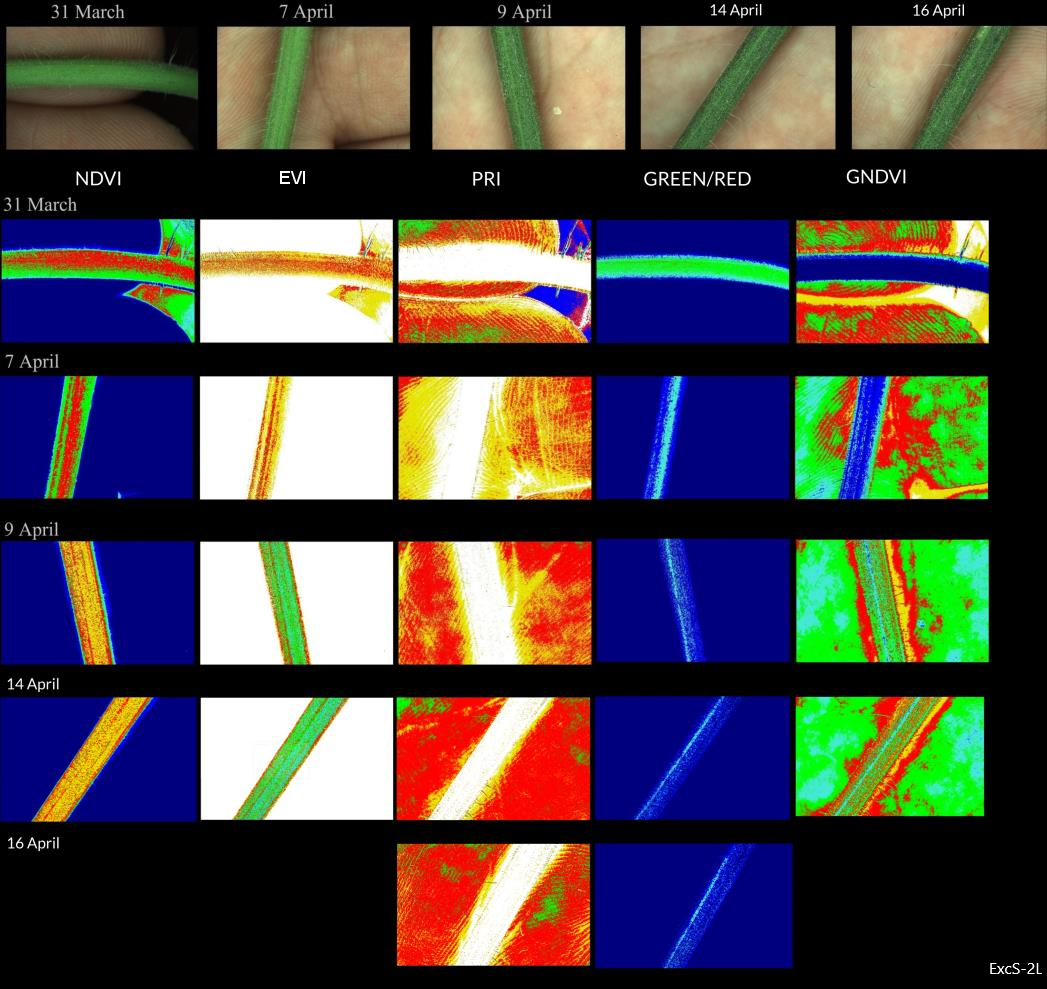 31 March 7 April 9 April 14 April 16 April
NDVI EVI PRI GREEN/RED GNDVI
31 March
7 April
9 April
14 April
16 April
ExcS-2L